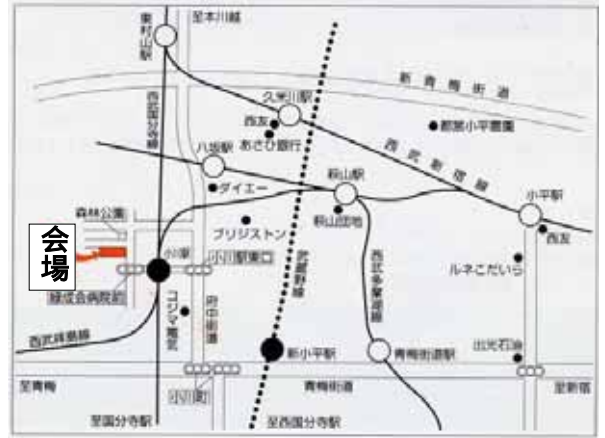 至本川越
東村山駅
新青梅街道
久米川駅
西友
あさひ銀行
都営小平霊園
西武国分寺線
八坂駅
西武新宿線
ダイエー
萩山駅
小平駅
森林公園
萩山団地
ブリジストン
西友
会場
小川駅
小川駅東口
武蔵野線
西武多摩湖線
ルネこだいら
緑成会病院前
コジマ電気
府中街道
西武拝島線
新小平駅
青梅街道駅
出光石油
至青梅
小川町
青梅街道
至新宿
至国分寺駅
至西国分寺駅